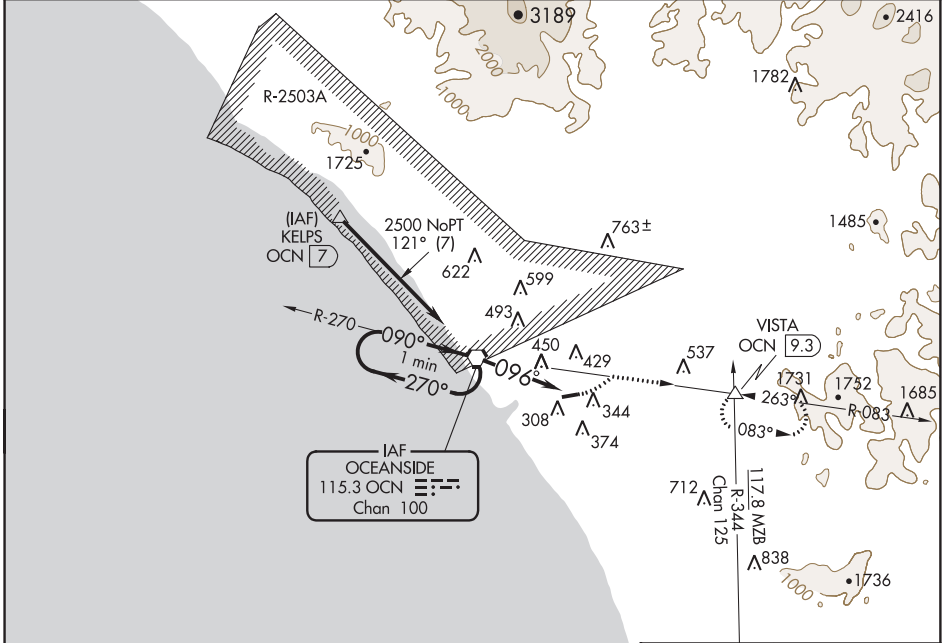 3189
2416
2000
1782
1000
R-2503A
1000
1725
(IAF)
KELPS
OCN 7
2500 NoPT
121° (7)
763±
1485
622
599
493
R-270
090°
1 min
270°
096°
450
429
537
VISTA
OCN 9.3
1731
1752
1685
263°
R-083
083°
308
344
374
IAF
OCEANSIDE
115.3 OCN
Chan 100
712
117.8 MZB
R-344
Chan 125
838
1000
1736